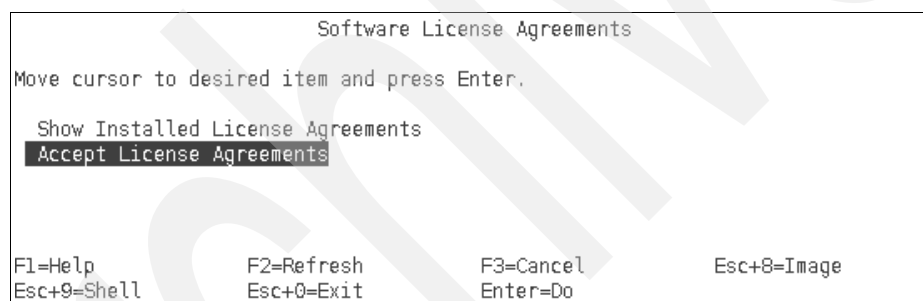 Software License Agreements
Move cursor to desired item and press Enter.
Show Installed License Agreements
Accept License Agreements
F1=Help F2=Refresh F3=Cancel Esc+8=Image
Esc+9=Shell Esc+0=Exit Enter=Do